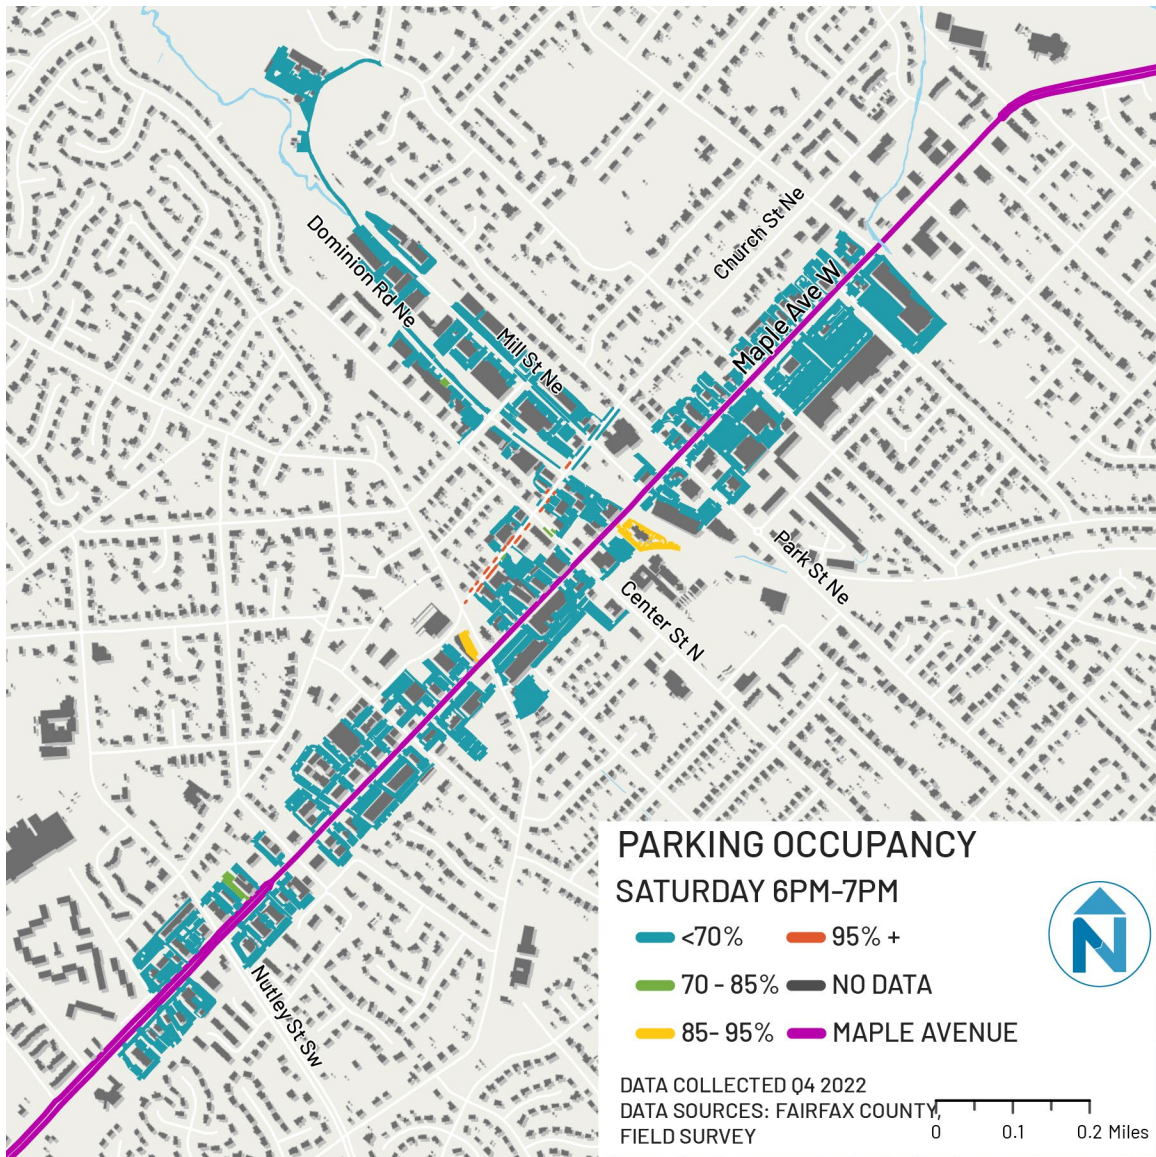 Church St Ne
Dominion Rd Ne
Maple Ave W
Mill St Ne
Park St Ne
Center St N
Nutley St Sw
PARKING OCCUPANCY
SATURDAY 6PM-7PM
<70%
95% +
70 - 85%
NO DATA
85- 95%
MAPLE AVENUE
N
DATA COLLECTED Q4 2022
DATA SOURCES: FAIRFAX COUNTY,
FIELD SURVEY
0 0.1 0.2 Miles